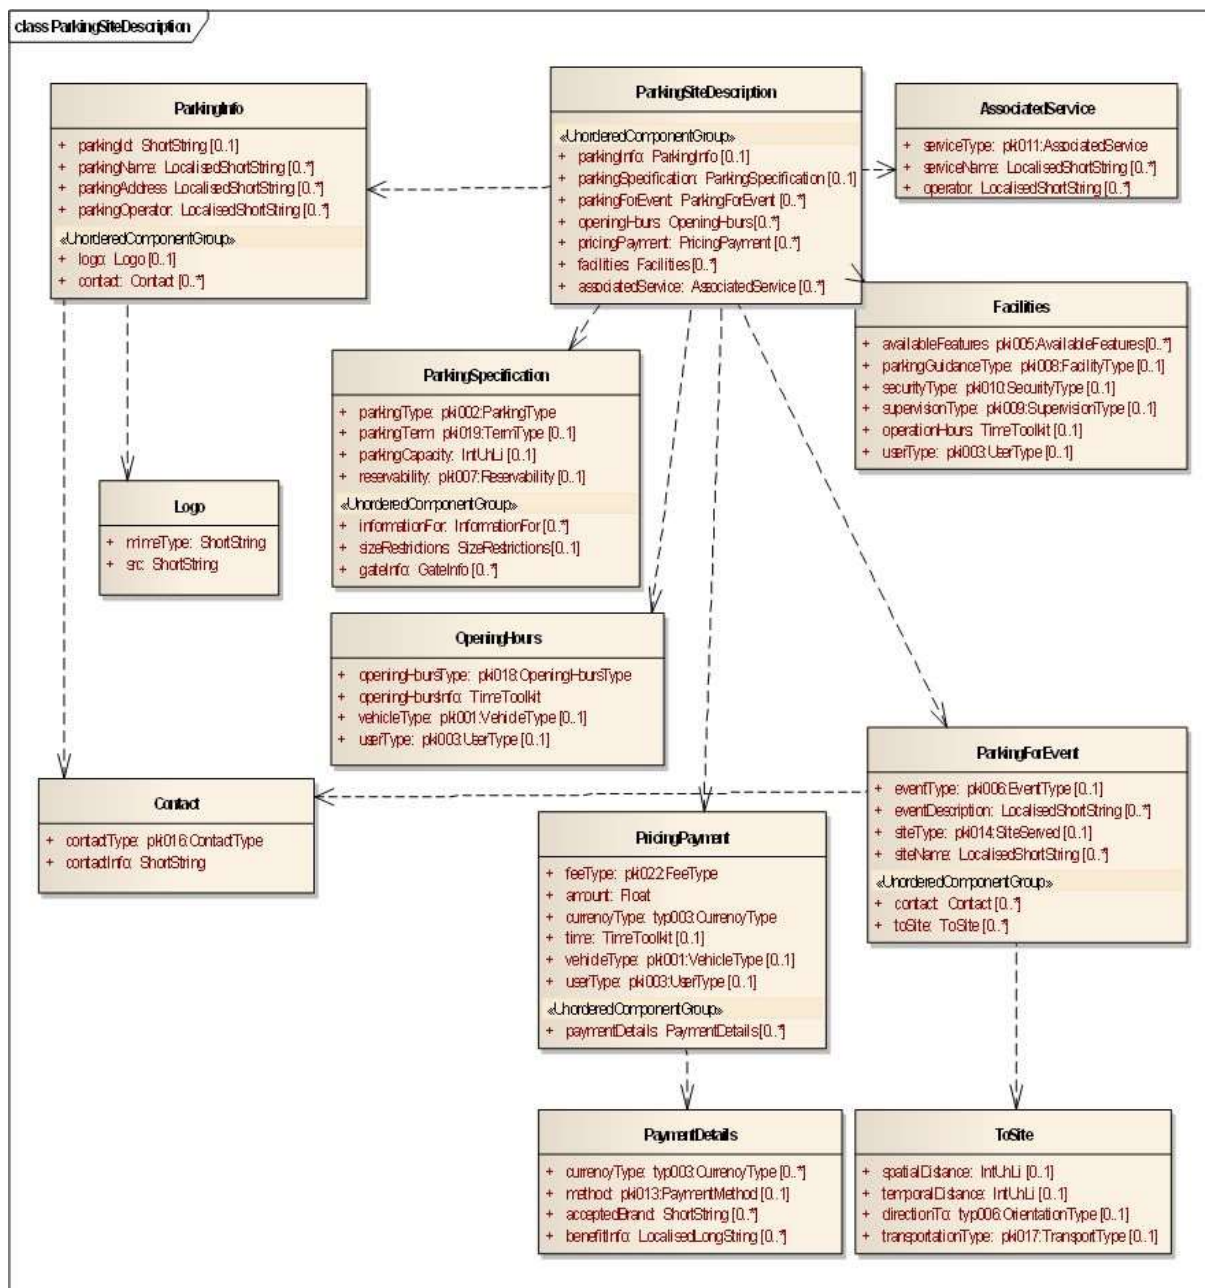 class ParkingSiteDescription
ParkingInfo
+ parkingId: ShortString [0..1]
+ parkingName: LocalisedShortString [0..*]
+ parkingAddress: LocalisedShortString [0..*]
+ parkingOperator: LocalisedShortString [0..*]
«UnorderedComponentGroup»
+ logo: Logo [0..1]
+ contact: Contact [0..*]
ParkingSiteDescription
«UnorderedComponentGroup»
+ parkingInfo: ParkingInfo [0..1]
+ parkingSpecification: ParkingSpecification [0..1]
+ parkingForEvent: ParkingForEvent [0..*]
+ openingHours: OpeningHours [0..*]
+ pricingPayment: PricingPayment [0..*]
+ facilities: Facilities [0..*]
+ associatedService: AssociatedService [0..*]
AssociatedService
+ serviceType: pki011:AssociatedService
+ serviceName: LocalisedShortString [0..*]
+ operator: LocalisedShortString [0..*]
Facilities
+ availableFeatures: pki005:AvailableFeatures [0..*]
+ parkingGuidanceType: pki008:FacilityType [0..1]
+ securityType: pki010:SecurityType [0..1]
+ supervisionType: pki009:SupervisionType [0..1]
+ operationHours: TimeToolkit [0..1]
+ userType: pki003:UserType [0..1]
ParkingSpecification
+ parkingType: pki002:ParkingType
+ parkingTerm: pki019:TermType [0..1]
+ parkingCapacity: IntUnLi [0..1]
+ reservability: pki007:Reservability [0..1]
«UnorderedComponentGroup»
+ informationFor: InformationFor [0..*]
+ sizeRestrictions: SizeRestrictions [0..1]
+ gateInfo: GateInfo [0..*]
Logo
+ mimeType: ShortString
+ src: ShortString
OpeningHours
+ openingHoursType: pki018:OpeningHoursType
+ openingHoursInfo: TimeToolkit
+ vehicleType: pki001:VehicleType [0..1]
+ userType: pki003:UserType [0..1]
Contact
+ contactType: pki016:ContactType
+ contactInfo: ShortString
ParkingForEvent
+ eventType: pki006:EventType [0..1]
+ eventDescription: LocalisedShortString [0..*]
+ siteType: pki014:SiteServed [0..1]
+ siteName: LocalisedShortString [0..*]
«UnorderedComponentGroup»
+ contact: Contact [0..*]
+ toSite: ToSite [0..*]
PricingPayment
+ feeType: pki022:FeeType
+ amount: Float
+ currencyType: typ003:CurrencyType
+ time: TimeToolkit [0..1]
+ vehicleType: pki001:VehicleType [0..1]
+ userType: pki003:UserType [0..1]
«UnorderedComponentGroup»
+ paymentDetails: PaymentDetails [0..*]
PaymentDetails
+ currencyType: typ003:CurrencyType [0..*]
+ method: pki013:PaymentMethod [0..1]
+ acceptedBrand: ShortString [0..*]
+ benefitInfo: LocalisedLongString [0..*]
ToSite
+ spatialDistance: IntUnLi [0..1]
+ temporalDistance: IntUnLi [0..1]
+ directionTo: typ006:OrientationType [0..1]
+ transportationType: pki017:TransportType [0..1]